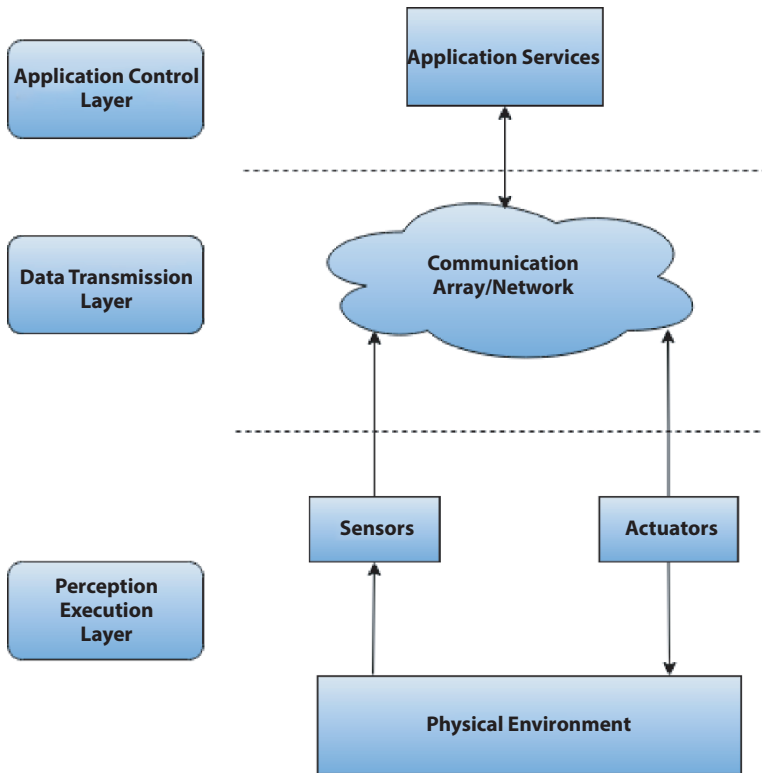 Application Control
Layer
Application Services
Data Transmission
Layer
Communication
Array/Network
Sensors
Actuators
Perception
Execution
Layer
Physical Environment